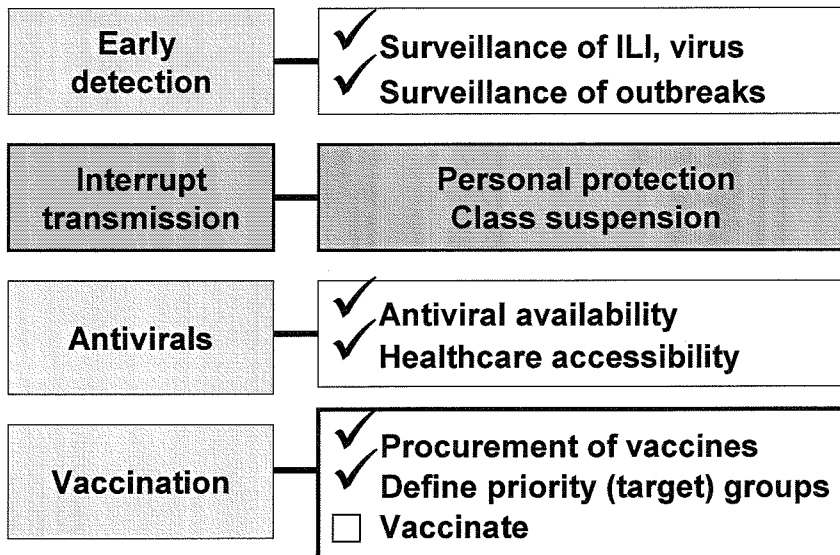 Early
detection
✓ Surveillance of ILI, virus
✓ Surveillance of outbreaks
Interrupt
transmission
Personal protection
Class suspension
Antivirals
✓ Antiviral availability
✓ Healthcare accessibility
Vaccination
✓ Procurement of vaccines
✓ Define priority (target) groups
☐ Vaccinate